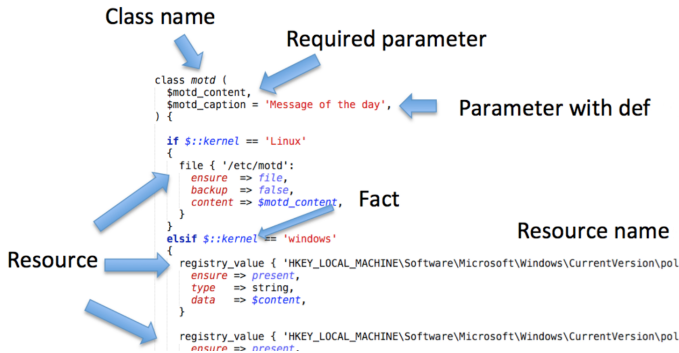 Class name
Required parameter
class motd (
$motd_content,
$motd_caption = 'Message of the day',
) {
Parameter with def
if $::kernel == 'Linux'
{
file { '/etc/motd':
ensure => file,
backup => false,
content => $motd_content,
}
}
Fact
elsif $::kernel == 'windows'
{
Resource name
Resource
registry_value { 'HKEY_LOCAL_MACHINE\Software\Microsoft\Windows\CurrentVersion\pol
ensure => present,
type => string,
data => $content,
}
registry_value { 'HKEY_LOCAL_MACHINE\Software\Microsoft\Windows\CurrentVersion\pol
ensure => present,